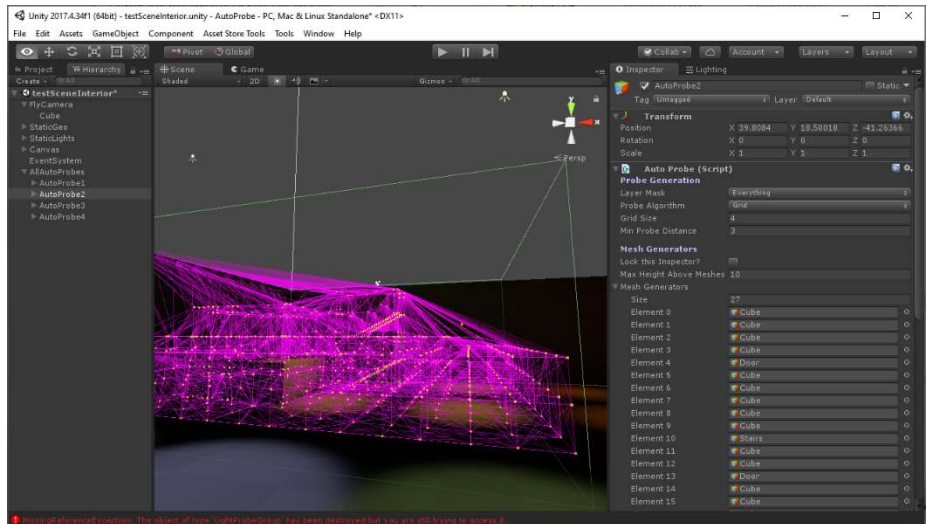 Unity 2017.4.34f1 (64bit) - testSceneInterior.unity - AutoProbe - PC, Mac & Linux Standalone* <DX11>
File Edit Assets GameObject Component Asset Store Tools Tools Window Help
Pivot Global Collab Account Layers Layout
Project Hierarchy Scene Game Inspector Lighting
Create All Shaded 2D Gizmos All
AutoProbe2 Static
testSceneInterior*
Tag Untagged Layer Default
FlyCamera
Cube
StaticGeo
StaticLights
Canvas
EventSystem
AllAutoProbes
AutoProbe1
AutoProbe2
AutoProbe3
AutoProbe4
y
x
Persp
Transform
Position X 39.8084 Y 18.50018 Z -41.26366
Rotation X 0 Y 0 Z 0
Scale X 1 Y 1 Z 1
Auto Probe (Script)
Probe Generation
Layer Mask Everything
Probe Algorithm Grid
Grid Size 4
Min Probe Distance 3
Mesh Generators
Lock this Inspector?
Max Height Above Meshes 10
Mesh Generators
Size 27
Element 0 Cube
Element 1 Cube
Element 2 Cube
Element 3 Cube
Element 4 Door
Element 5 Cube
Element 6 Cube
Element 7 Cube
Element 8 Cube
Element 9 Cube
Element 10 Stairs
Element 11 Cube
Element 12 Cube
Element 13 Door
Element 14 Cube
Element 15 Cube
MissingReferenceException: The object of type 'LightProbeGroup' has been destroyed but you are still trying to access it.